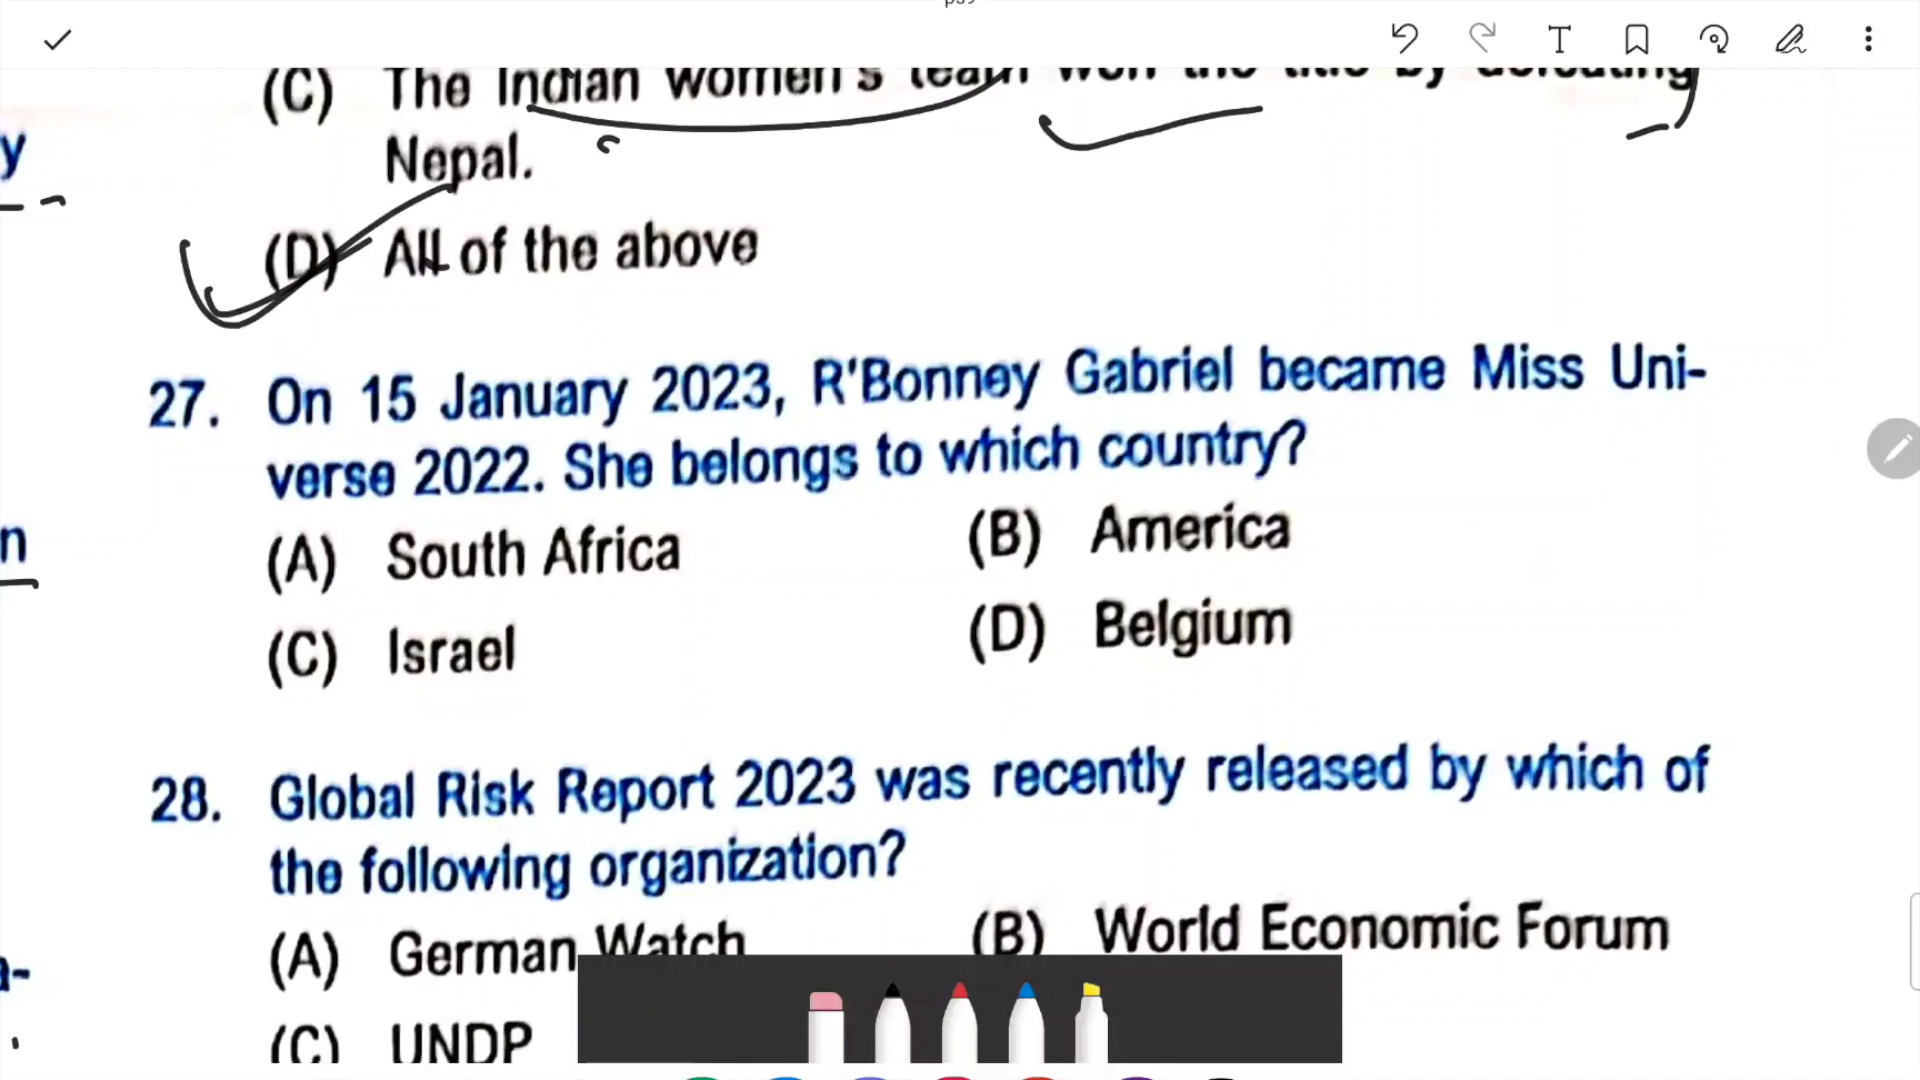 (C) The Indian women's team won the title by defeating
Nepal.
(D) All of the above
y
27. On 15 January 2023, R'Bonney Gabriel became Miss Uni-
verse 2022. She belongs to which country?
(A) South Africa (B) America
n
(C) Israel (D) Belgium
28. Global Risk Report 2023 was recently released by which of
the following organization?
(A) German Watch (B) World Economic Forum
a-
(C) UNDP